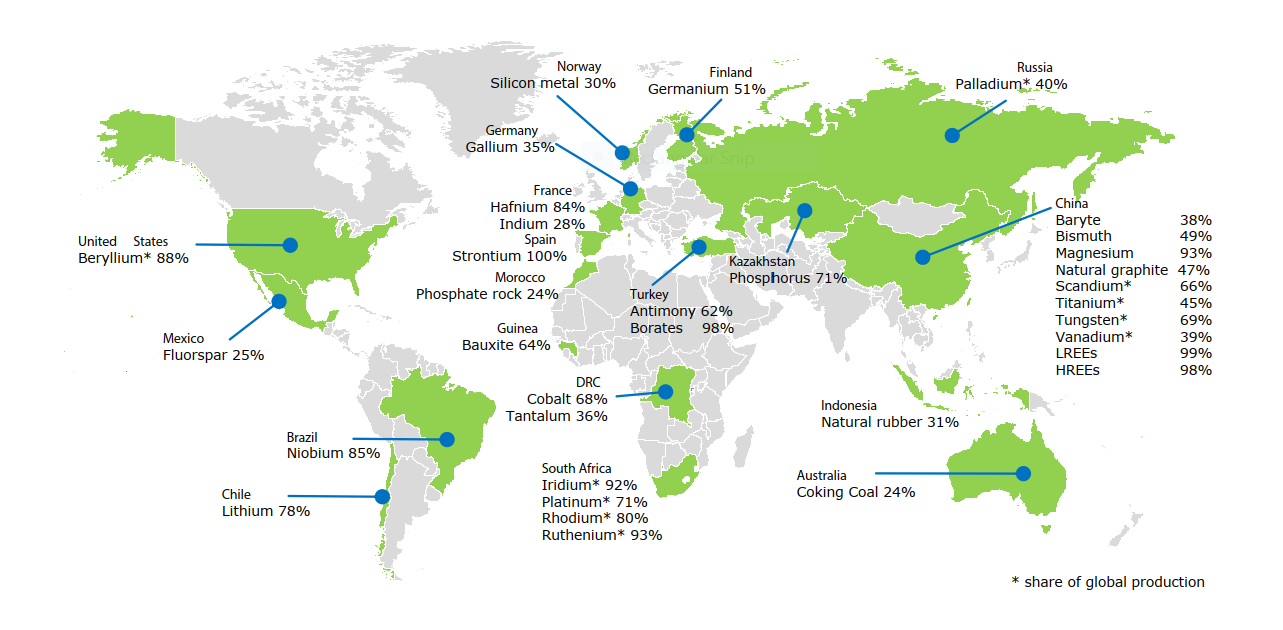 Norway
Silicon metal 30%
Finland
Germanium 51%
Russia
Palladium* 40%
Germany
Gallium 35%
France
Hafnium 84%
Indium 28%
Spain
Strontium 100%
Morocco
Phosphate rock 24%
Guinea
Bauxite 64%
United States
Beryllium* 88%
Mexico
Fluorspar 25%
Turkey
Antimony 62%
Borates 98%
Kazakhstan
Phosphorus 71%
China
Baryte 38%
Bismuth 49%
Magnesium 93%
Natural graphite 47%
Scandium* 66%
Titanium* 45%
Tungsten* 69%
Vanadium* 39%
LREEs 99%
HREEs 98%
DRC
Cobalt 68%
Tantalum 36%
Indonesia
Natural rubber 31%
Brazil
Niobium 85%
South Africa
Iridium* 92%
Platinum* 71%
Rhodium* 80%
Ruthenium* 93%
Australia
Coking Coal 24%
Chile
Lithium 78%
* share of global production